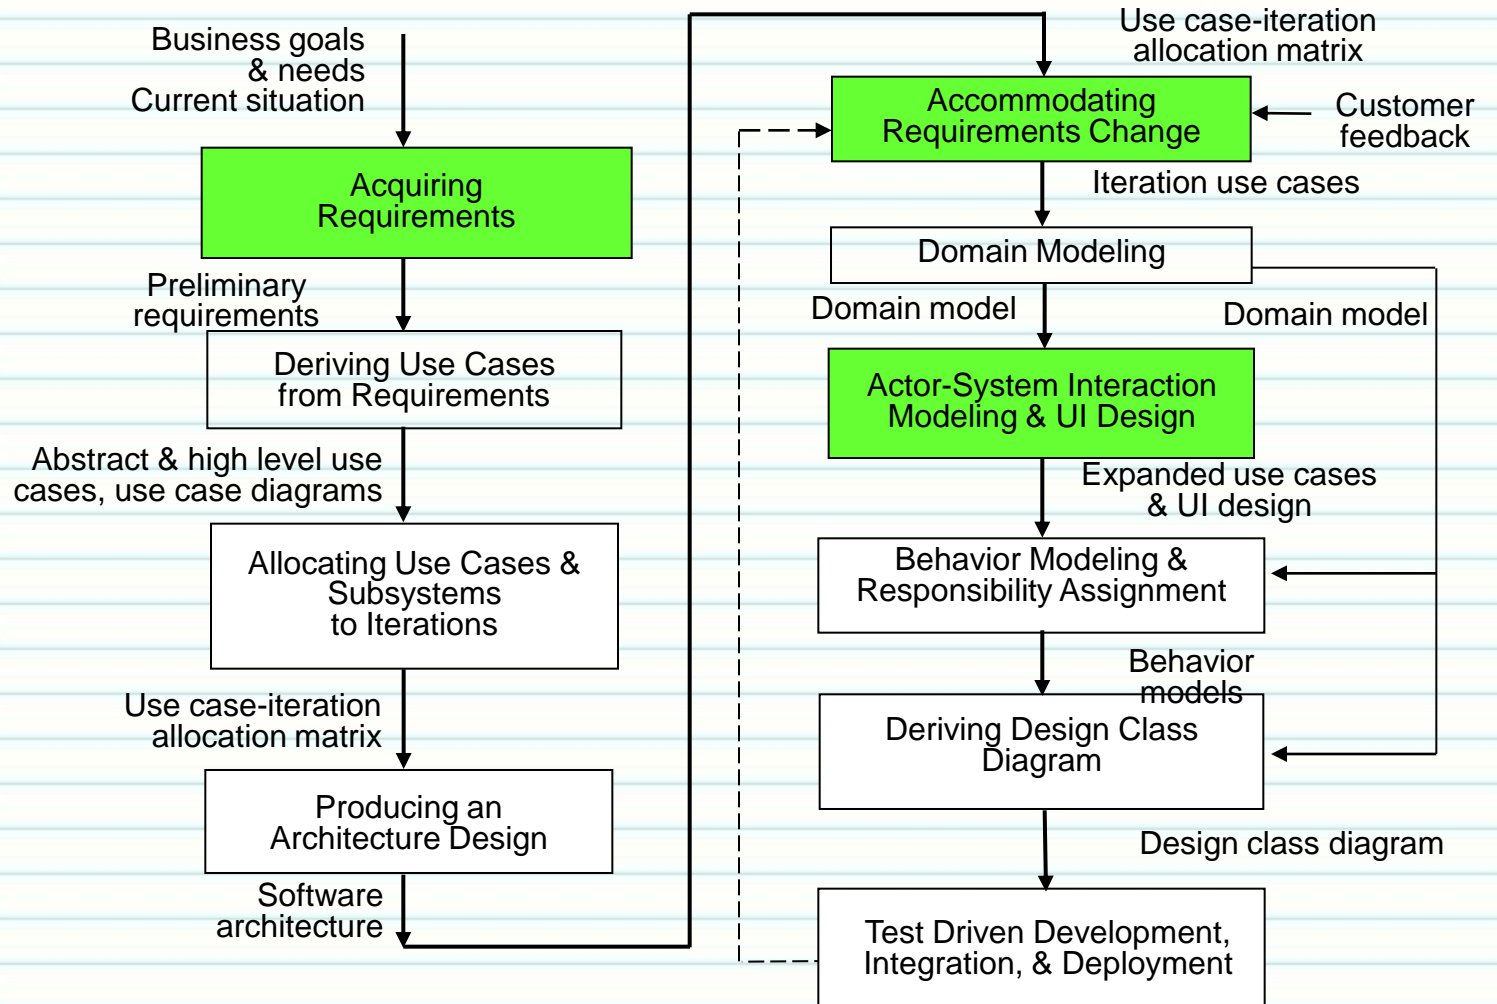 Business goals
& needs
Current situation
Acquiring
Requirements
Preliminary
requirements
Deriving Use Cases
from Requirements
Abstract & high level use
cases, use case diagrams
Allocating Use Cases &
Subsystems
to Iterations
Use case-iteration
allocation matrix
Producing an
Architecture Design
Software
architecture
Use case-iteration
allocation matrix
Accommodating
Requirements Change
Customer
feedback
Iteration use cases
Domain Modeling
Domain model
Domain model
Actor-System Interaction
Modeling & UI Design
Expanded use cases
& UI design
Behavior Modeling &
Responsibility Assignment
Behavior
models
Deriving Design Class
Diagram
Design class diagram
Test Driven Development,
Integration, & Deployment